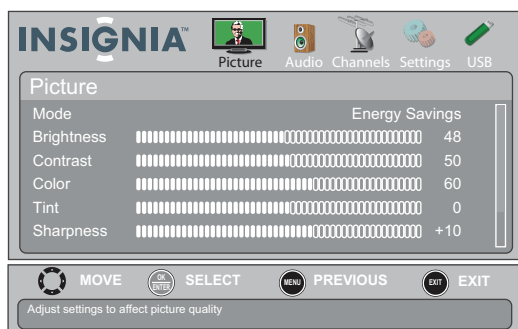 INSIGNIA™
Picture Audio Channels Settings USB
Picture
Mode Energy Savings
Brightness 48
Contrast 50
Color 60
Tint 0
Sharpness +10
MOVE OK ENTER SELECT MENU PREVIOUS EXIT EXIT
Adjust settings to affect picture quality